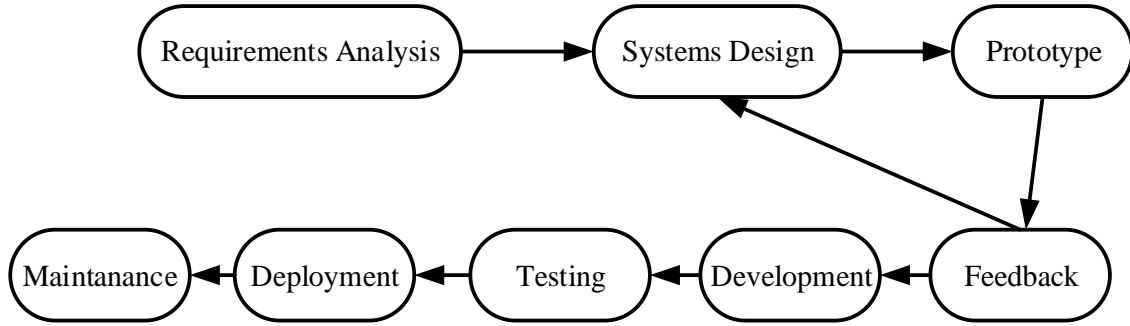 Requirements Analysis
Systems Design
Prototype
Maintanance
Deployment
Testing
Development
Feedback